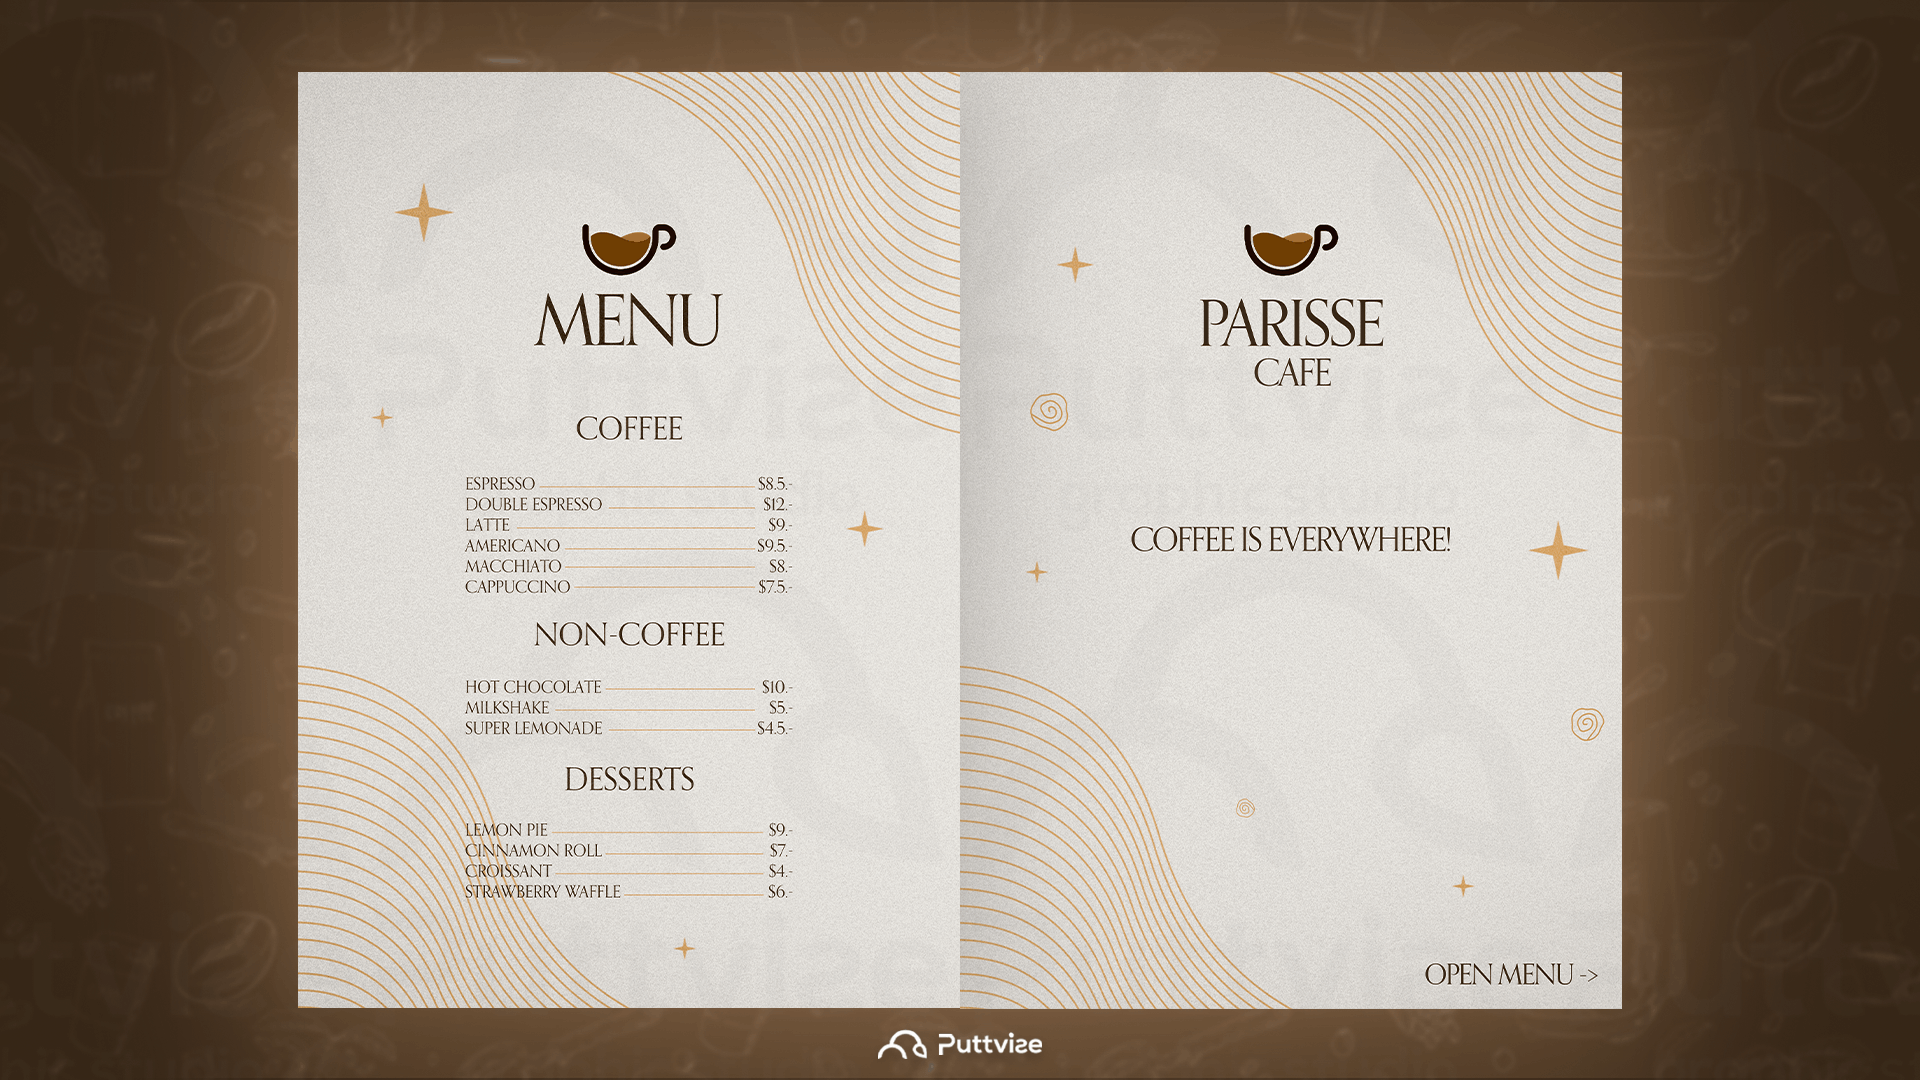 MENU
COFFEE
ESPRESSO $8.5.-
DOUBLE ESPRESSO $12.-
LATTE $9.-
AMERICANO $9.5.-
MACCHIATO $8.-
CAPPUCCINO $7.5.-
NON-COFFEE
HOT CHOCOLATE $10.-
MILKSHAKE $5.-
SUPER LEMONADE $4.5.-
DESSERTS
LEMON PIE $9.-
CINNAMON ROLL $7.-
CROISSANT $4.-
STRAWBERRY WAFFLE $6.-
PARISSE
CAFE
COFFEE IS EVERYWHERE!
OPEN MENU ->
Puttvise